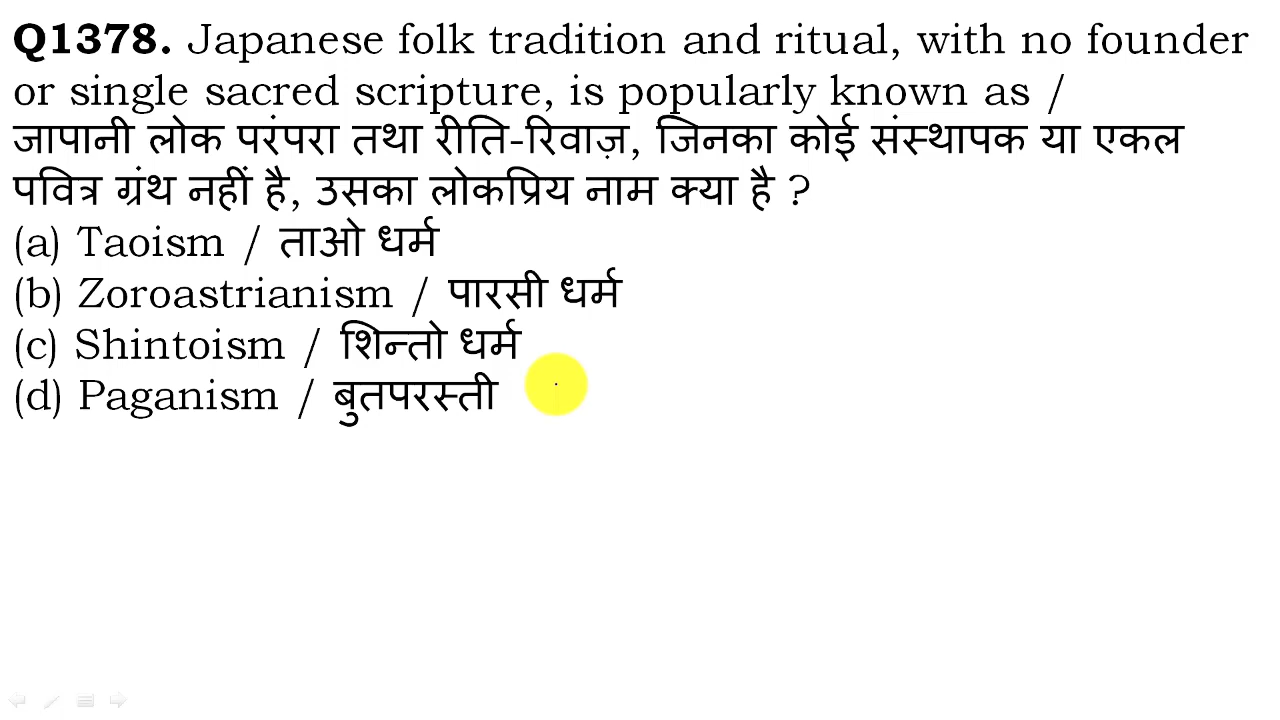 Q1378. Japanese folk tradition and ritual, with no founder
or single sacred scripture, is popularly known as /
जापानी लोक परंपरा तथा रीति-रिवाज़, जिनका कोई संस्थापक या एकल
पवित्र ग्रंथ नहीं है, उसका लोकप्रिय नाम क्या है ?
(a) Taoism / ताओ धर्म
(b) Zoroastrianism / पारसी धर्म
(c) Shintoism / शिन्तो धर्म
(d) Paganism / बुतपरस्ती